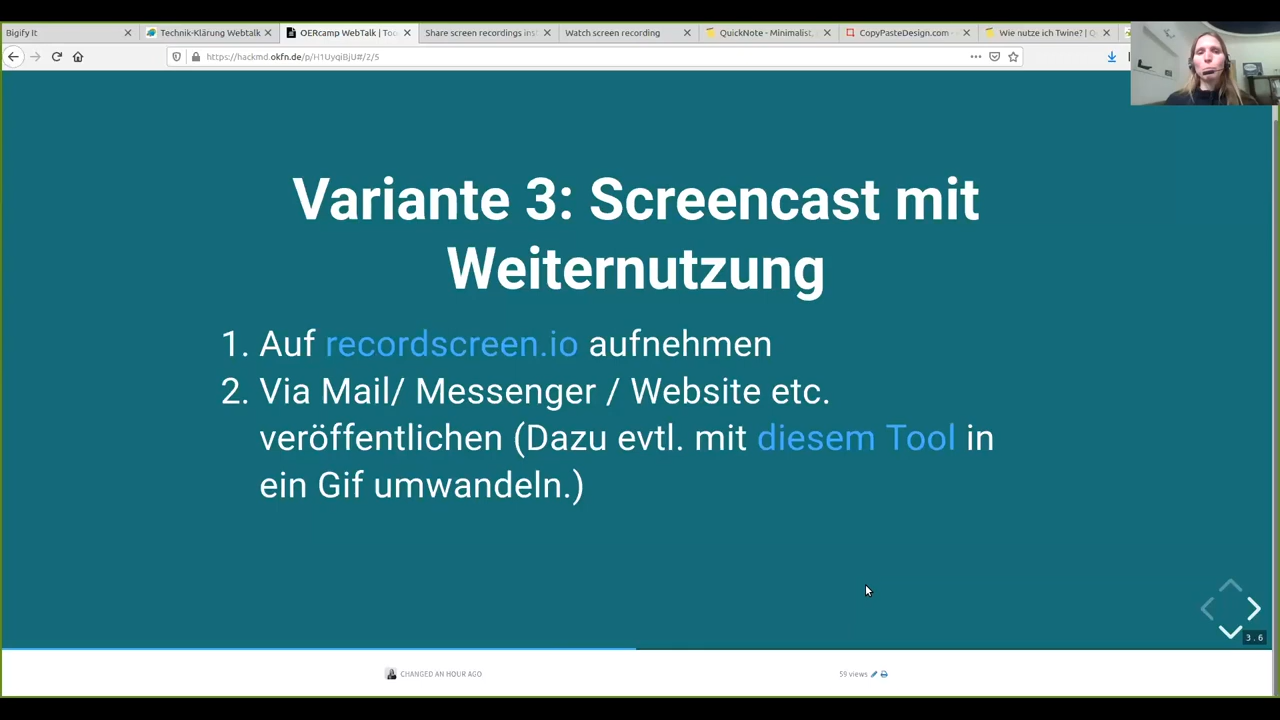 Bigify It
Technik-Klärung Webtalk
OERcamp WebTalk | Too
Share screen recordings ins
Watch screen recording
QuickNote - Minimalist
CopyPasteDesign.com -
Wie nutze ich Twine? | Q
https://hackmd.okfn.de/p/H1UyqiBjU#/2/5
Variante 3: Screencast mit
Weiternutzung
1. Auf recordscreen.io aufnehmen
2. Via Mail/ Messenger / Website etc.
veröffentlichen (Dazu evtl. mit diesem Tool in
ein Gif umwandeln.)
3.6
CHANGED AN HOUR AGO
59 views